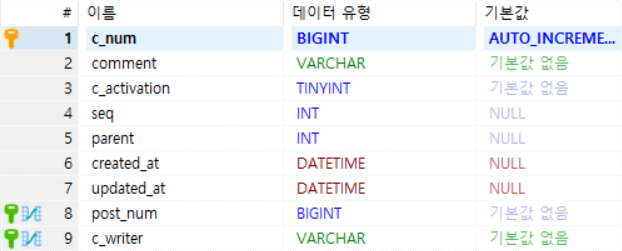 # 이름 데이터 유형 기본값
1 c_num BIGINT AUTO_INCREME...
2 comment VARCHAR 기본값 없음
3 c_activation TINYINT 기본값 없음
4 seq INT NULL
5 parent INT NULL
6 created_at DATETIME NULL
7 updated_at DATETIME NULL
8 post_num BIGINT 기본값 없음
9 c_writer VARCHAR 기본값 없음